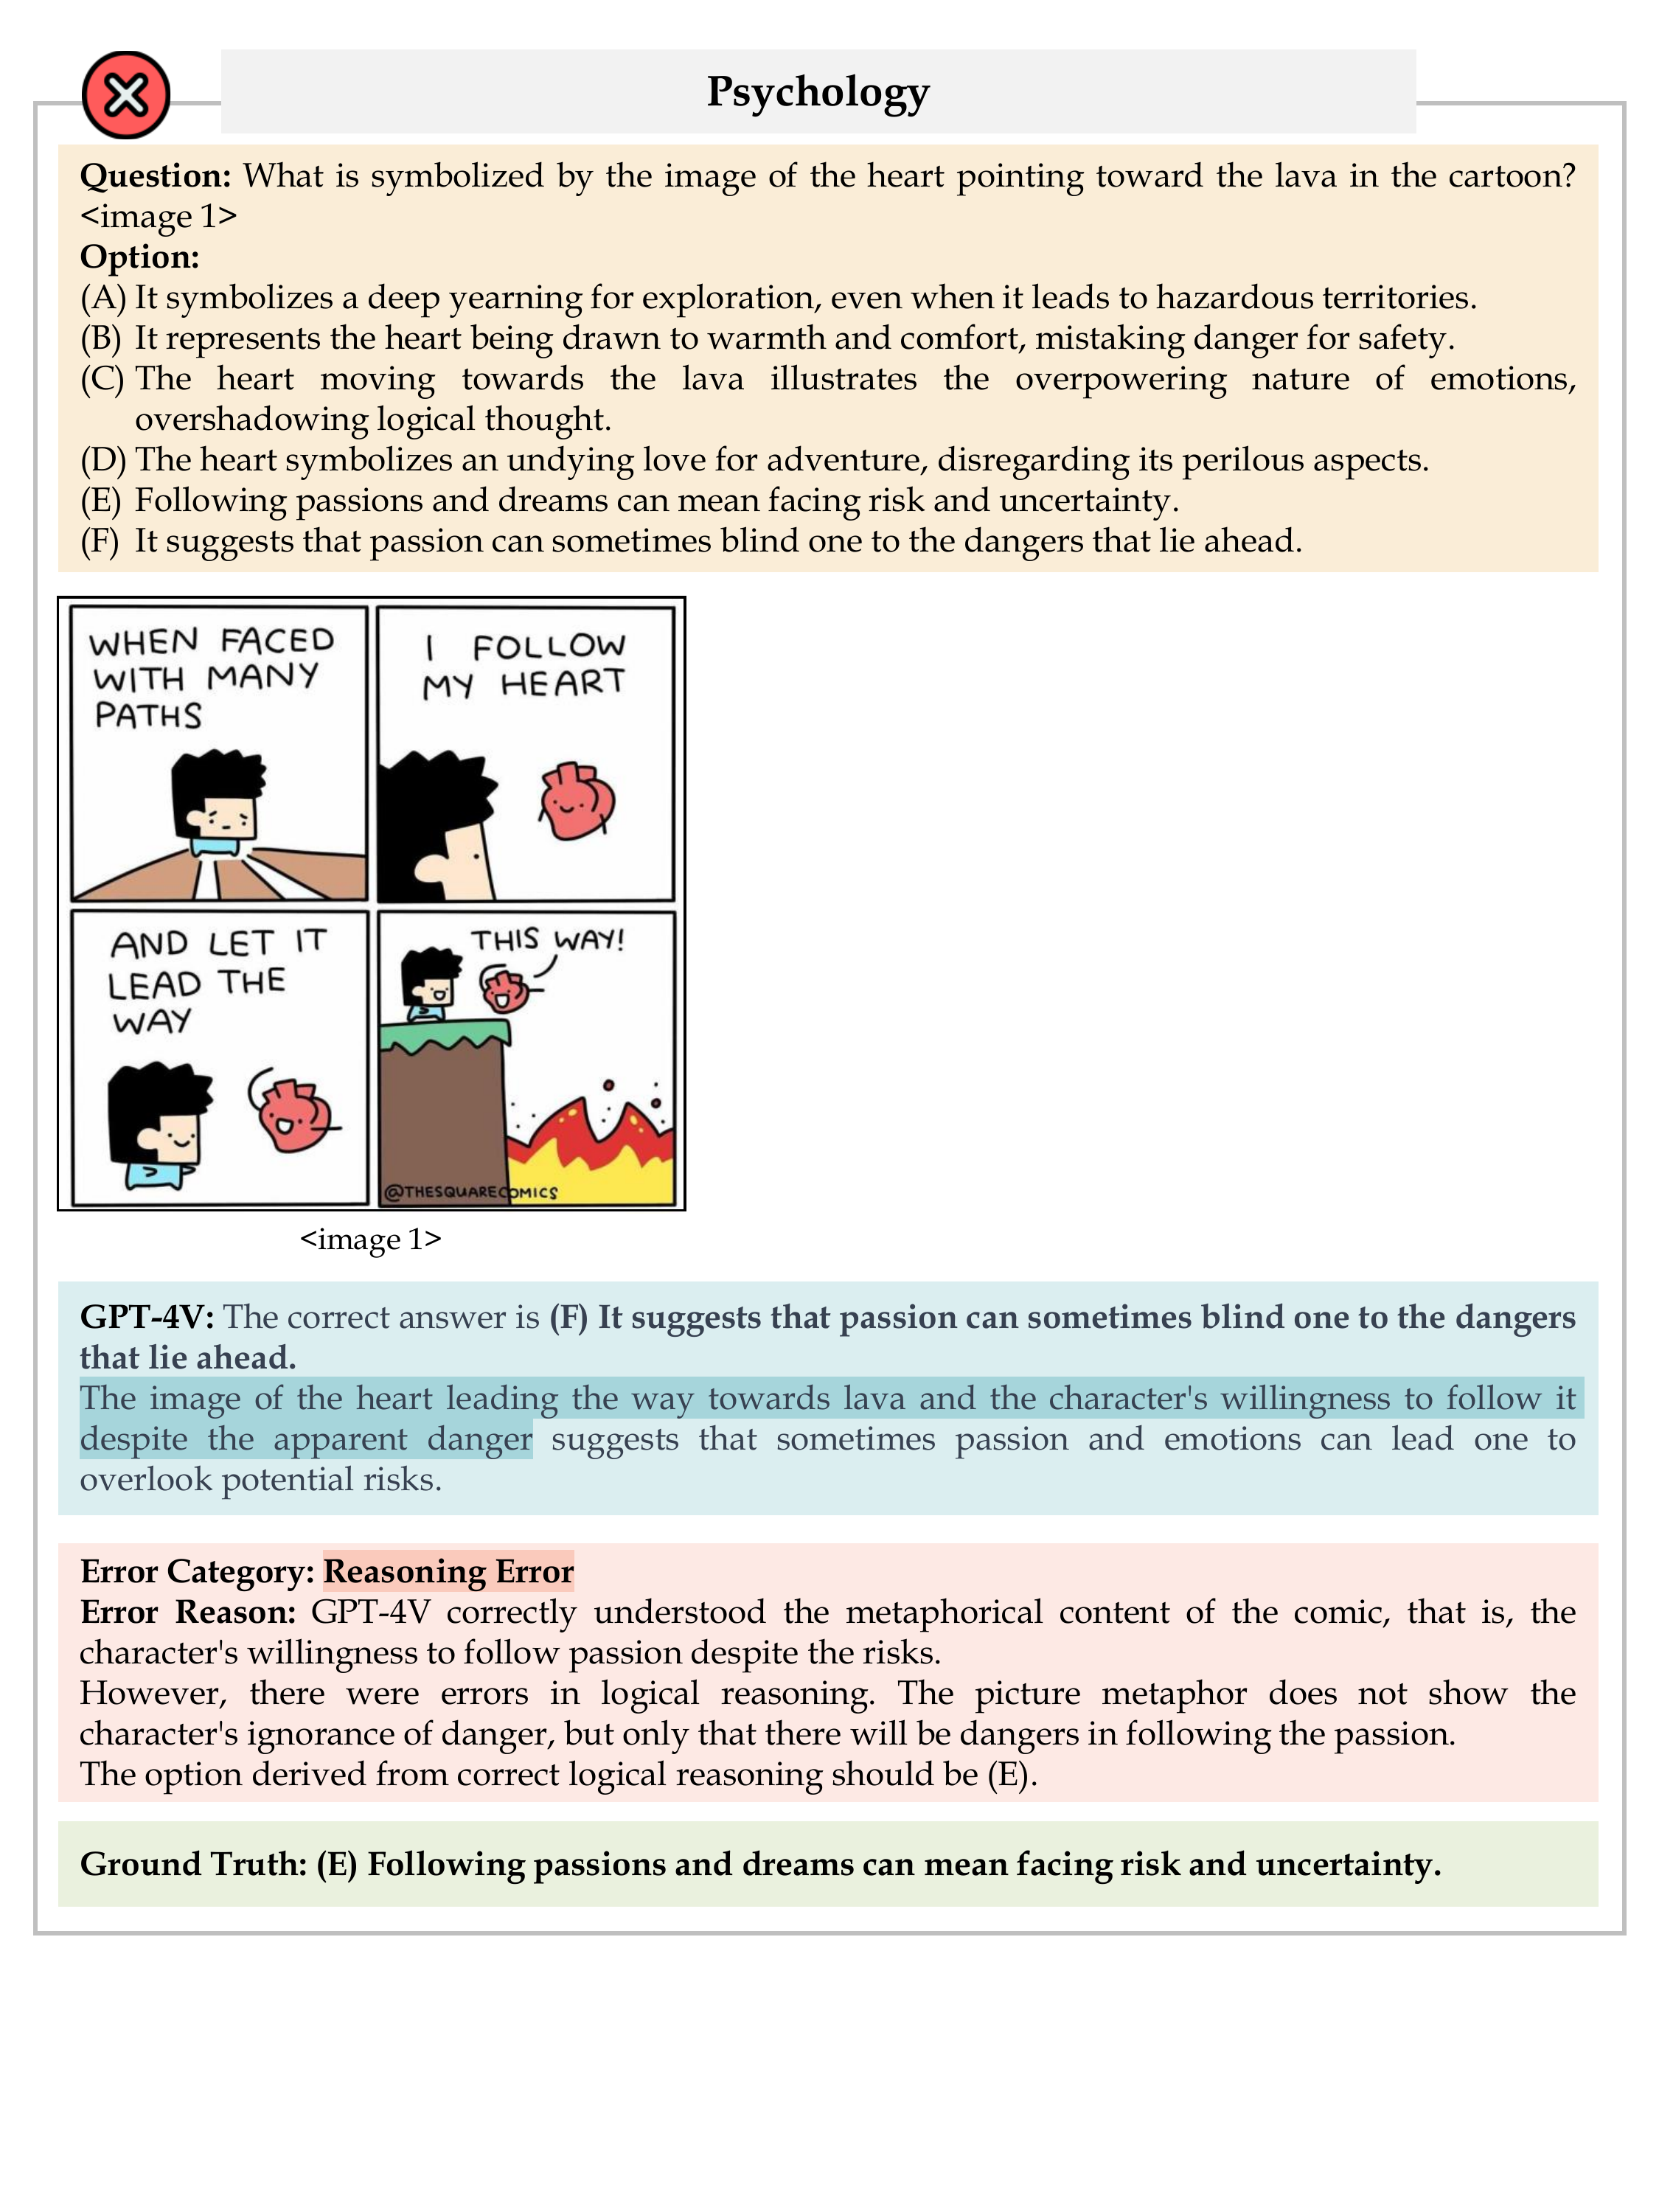 Psychology
Question: What is symbolized by the image of the heart pointing toward the lava in the cartoon?
<image 1>
Option:
(A) It symbolizes a deep yearning for exploration, even when it leads to hazardous territories.
(B) It represents the heart being drawn to warmth and comfort, mistaking danger for safety.
(C) The heart moving towards the lava illustrates the overpowering nature of emotions,
overshadowing logical thought.
(D) The heart symbolizes an undying love for adventure, disregarding its perilous aspects.
(E) Following passions and dreams can mean facing risk and uncertainty.
(F) It suggests that passion can sometimes blind one to the dangers that lie ahead.
WHEN FACED
WITH MANY
PATHS
I FOLLOW
MY HEART
AND LET IT
LEAD THE
WAY
THIS WAY!
@THESQUARECOMICS
<image 1>
GPT-4V: The correct answer is (F) It suggests that passion can sometimes blind one to the dangers
that lie ahead.
The image of the heart leading the way towards lava and the character's willingness to follow it
despite the apparent danger suggests that sometimes passion and emotions can lead one to
overlook potential risks.
Error Category: Reasoning Error
Error Reason: GPT-4V correctly understood the metaphorical content of the comic, that is, the
character's willingness to follow passion despite the risks.
However, there were errors in logical reasoning. The picture metaphor does not show the
character's ignorance of danger, but only that there will be dangers in following the passion.
The option derived from correct logical reasoning should be (E).
Ground Truth: (E) Following passions and dreams can mean facing risk and uncertainty.